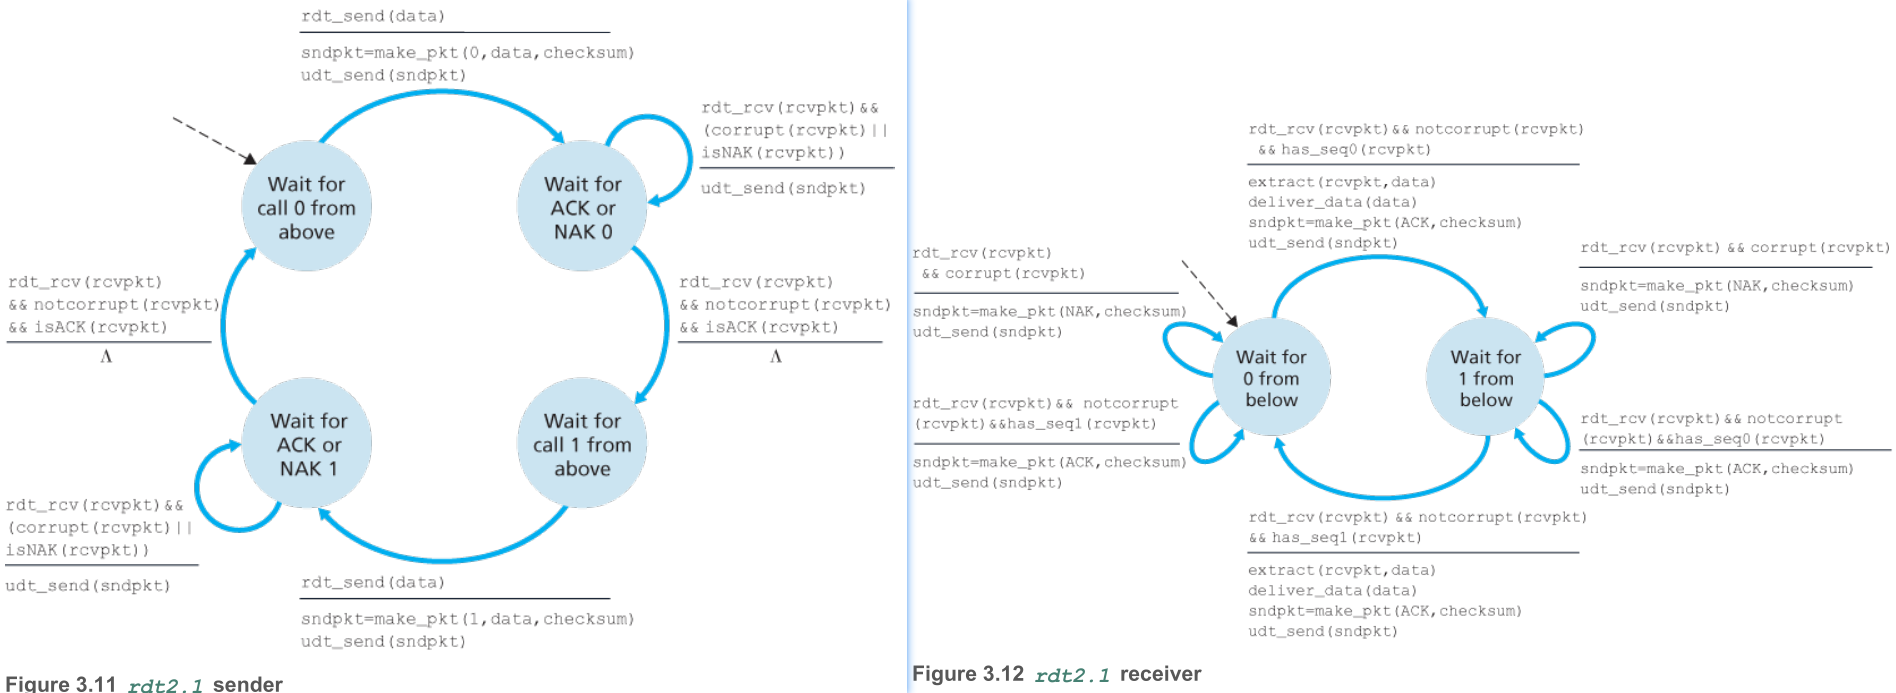 rdt_send(data)
sndpkt=make_pkt(0,data,checksum)
udt_send(sndpkt)
rdt_rcv(rcvpkt)&&
(corrupt(rcvpkt)||
isNAK(rcvpkt))
udt_send(sndpkt)
Wait for
call 0 from
above
Wait for
ACK or
NAK 0
rdt_rcv(rcvpkt)
&& notcorrupt(rcvpkt)
&& isACK(rcvpkt)
Λ
rdt_rcv(rcvpkt)
&& notcorrupt(rcvpkt)
&& isACK(rcvpkt)
Λ
Wait for
ACK or
NAK 1
Wait for
call 1 from
above
rdt_rcv(rcvpkt)&&
(corrupt(rcvpkt)||
isNAK(rcvpkt))
udt_send(sndpkt)
rdt_send(data)
sndpkt=make_pkt(1,data,checksum)
udt_send(sndpkt)
Figure 3.11 rdt2.1 sender
rdt_rcv(rcvpkt)&& notcorrupt(rcvpkt)
&& has_seq0(rcvpkt)
extract(rcvpkt,data)
deliver_data(data)
sndpkt=make_pkt(ACK,checksum)
udt_send(sndpkt)
rdt_rcv(rcvpkt)
&& corrupt(rcvpkt)
sndpkt=make_pkt(NAK,checksum)
udt_send(sndpkt)
rdt_rcv(rcvpkt) && corrupt(rcvpkt)
sndpkt=make_pkt(NAK,checksum)
udt_send(sndpkt)
Wait for
0 from
below
Wait for
1 from
below
rdt_rcv(rcvpkt)&& notcorrupt
(rcvpkt)&&has_seq1(rcvpkt)
sndpkt=make_pkt(ACK,checksum)
udt_send(sndpkt)
rdt_rcv(rcvpkt)&& notcorrupt
(rcvpkt)&&has_seq0(rcvpkt)
sndpkt=make_pkt(ACK,checksum)
udt_send(sndpkt)
rdt_rcv(rcvpkt) && notcorrupt(rcvpkt)
&& has_seq1(rcvpkt)
extract(rcvpkt,data)
deliver_data(data)
sndpkt=make_pkt(ACK,checksum)
udt_send(sndpkt)
Figure 3.12 rdt2.1 receiver